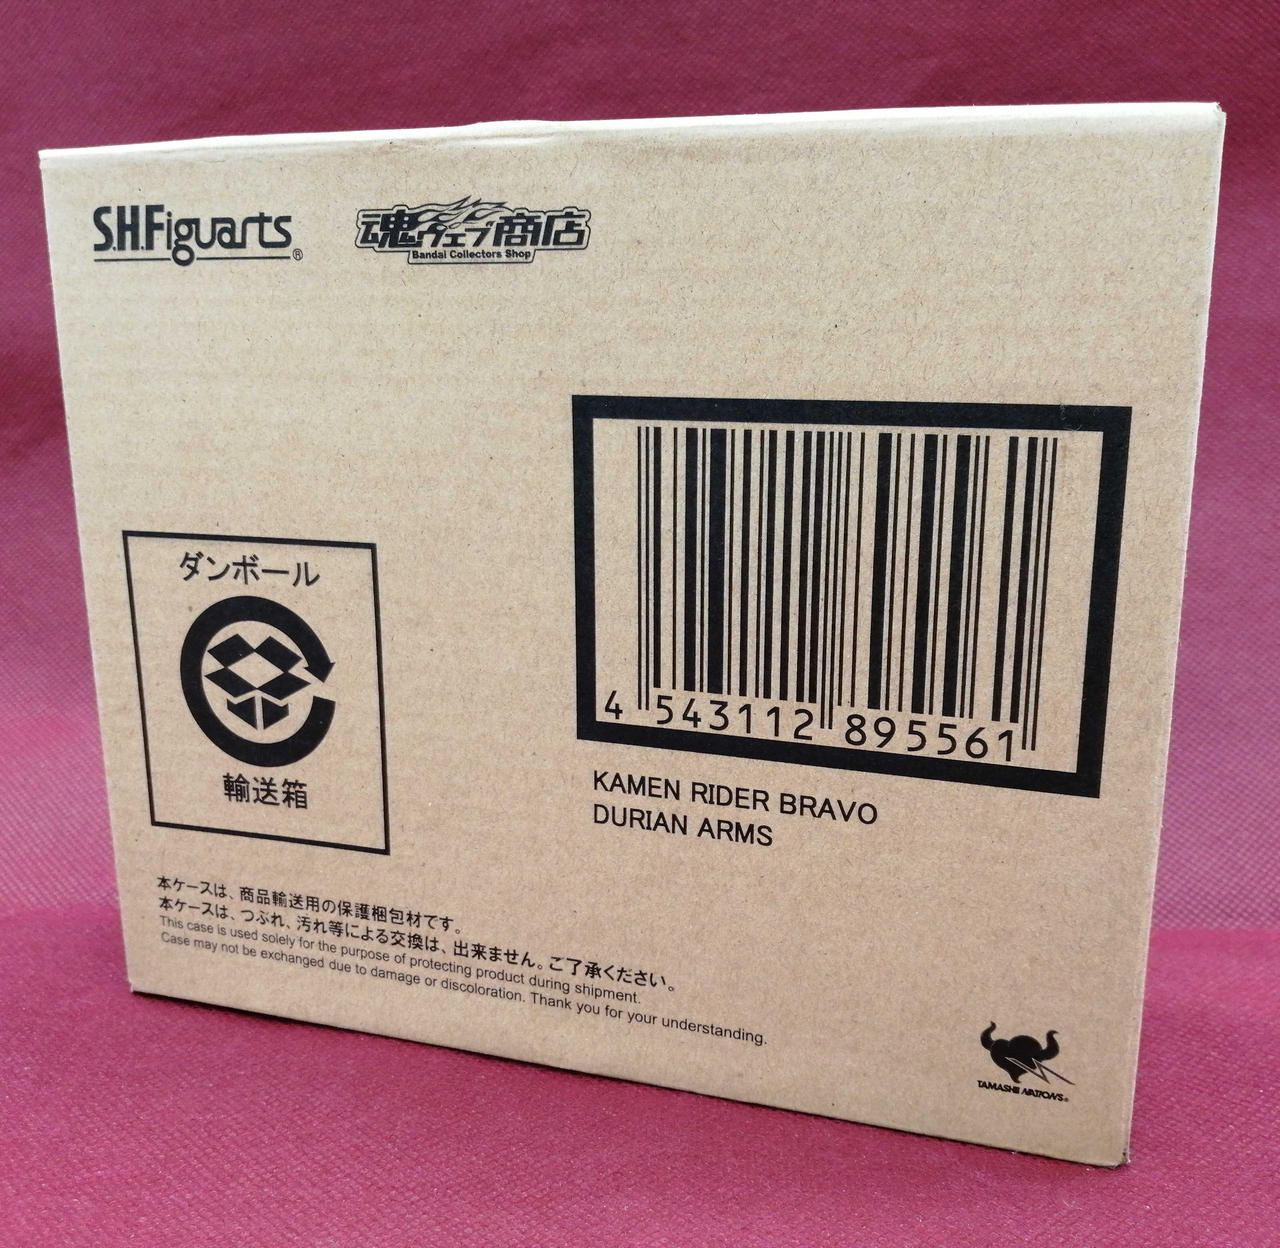 S.H.Figuarts®
魂ウェブ商店
Bandai Collectors Shop
4 543112 895561
KAMEN RIDER BRAVO
DURIAN ARMS
ダンボール
輸送箱
本ケースは、商品輸送用の保護梱包材です。
本ケースは、つぶれ、汚れ等による交換は、出来ません。ご了承ください。
This case is used solely for the purpose of protecting product during shipment.
Case may not be exchanged due to damage or discoloration. Thank you for your understanding.
TAMASHII NATIONS®